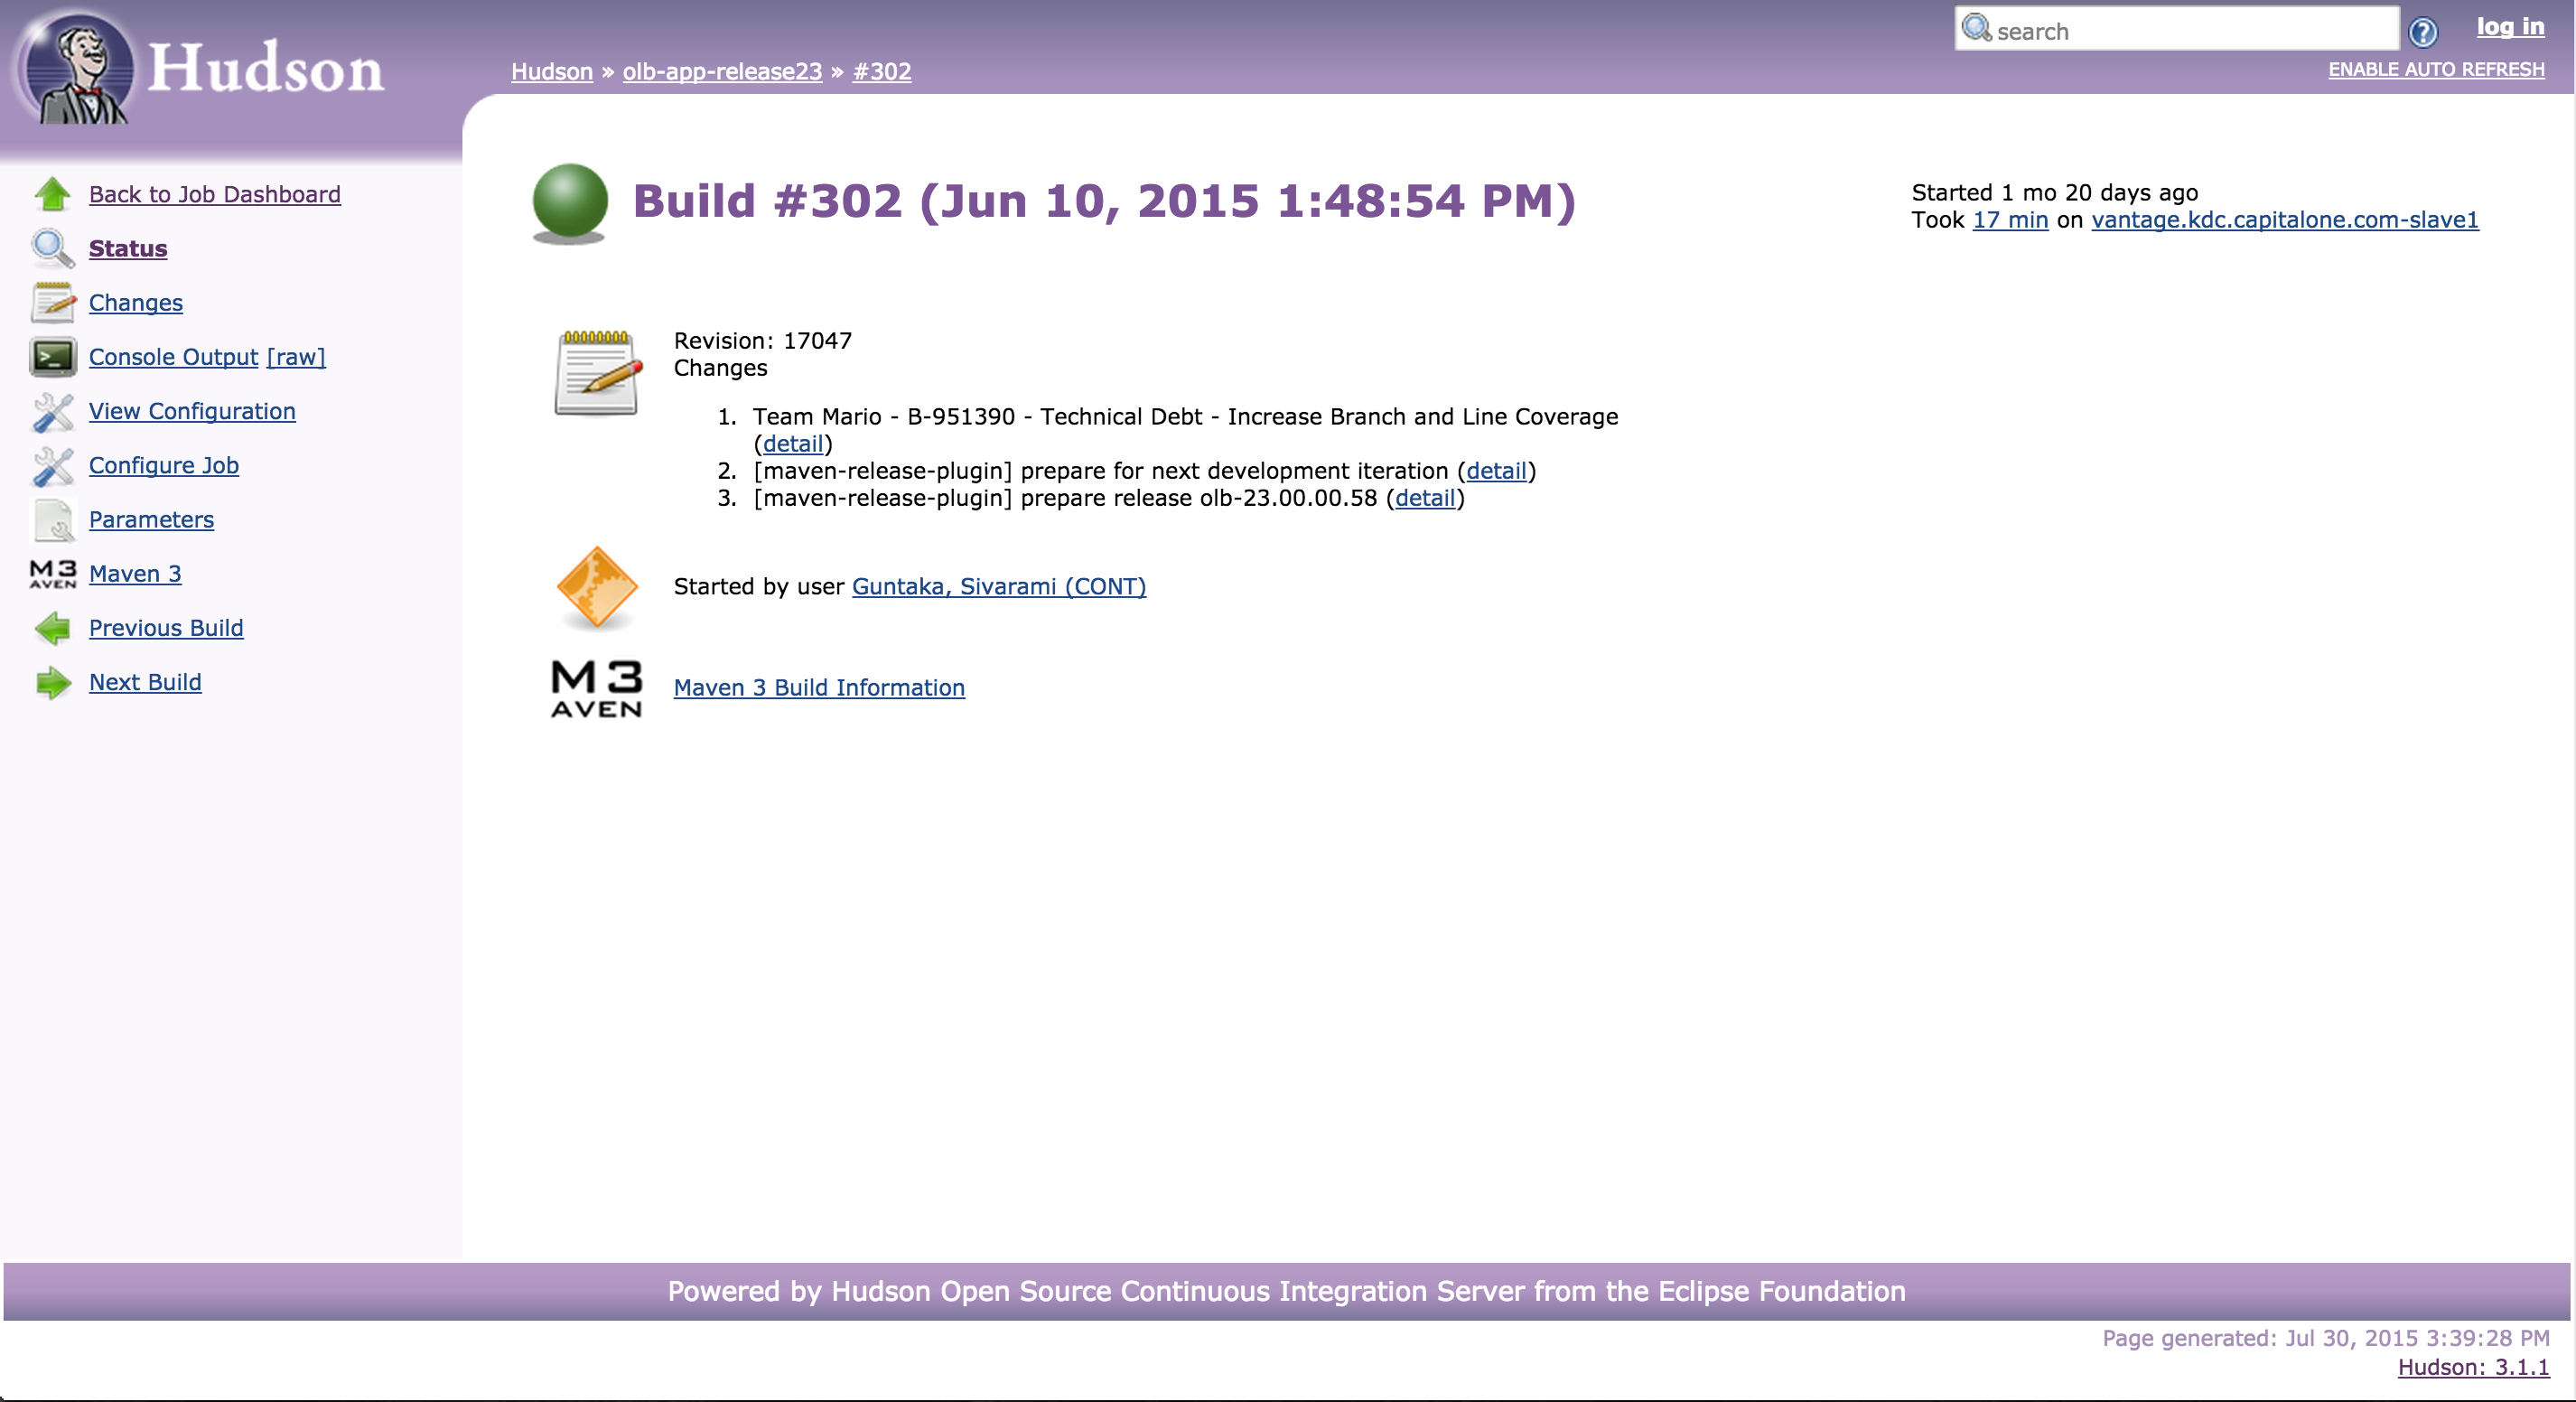 Hudson
search
log in
Hudson » olb-app-release23 » #302
ENABLE AUTO REFRESH
Back to Job Dashboard
Status
Changes
Console Output [raw]
View Configuration
Configure Job
Parameters
M3
AVEN
Maven 3
Previous Build
Next Build
Build #302 (Jun 10, 2015 1:48:54 PM)
Started 1 mo 20 days ago
Took 17 min on vantage.kdc.capitalone.com-slave1
Revision: 17047
Changes
1. Team Mario - B-951390 - Technical Debt - Increase Branch and Line Coverage
(detail)
2. [maven-release-plugin] prepare for next development iteration (detail)
3. [maven-release-plugin] prepare release olb-23.00.00.58 (detail)
Started by user Guntaka, Sivarami (CONT)
M3
AVEN
Maven 3 Build Information
Powered by Hudson Open Source Continuous Integration Server from the Eclipse Foundation
Page generated: Jul 30, 2015 3:39:28 PM
Hudson: 3.1.1